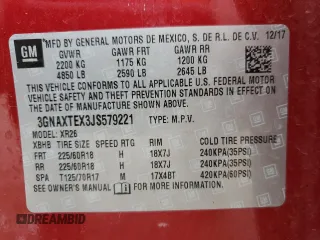 GM
MFD BY GENERAL MOTORS DE MEXICO, S. DE R.L. DE C.V. 12/17
GVWR GAWR FRT GAWR RR
2200 KG 1175 KG 1200 KG
4850 LB 2590 LB 2645 LB
THIS VEHICLE CONFORMS TO ALL APPLICABLE U.S. FEDERAL MOTOR
VEHICLE SAFETY AND THEFT PREVENTION STANDARDS IN EFFECT ON
THE DATE OF MANUFACTURE SHOWN ABOVE.
3GNAXTEX3JS579221 TYPE: M.P.V.
MODEL: XR26 COLD TIRE
XBHB TIRE SIZE SPEED RTG RIM PRESSURE
FRT 225/60R18 H 18X7J 240KPA(35PSI)
RR 225/60R18 H 18X7J 240KPA(35PSI)
SPA T125/70R17 M 17X4BT 420KPA(60PSI)
SEE OWNER'S MANUAL FOR MORE INFORMATION.
DREAMBID.COM